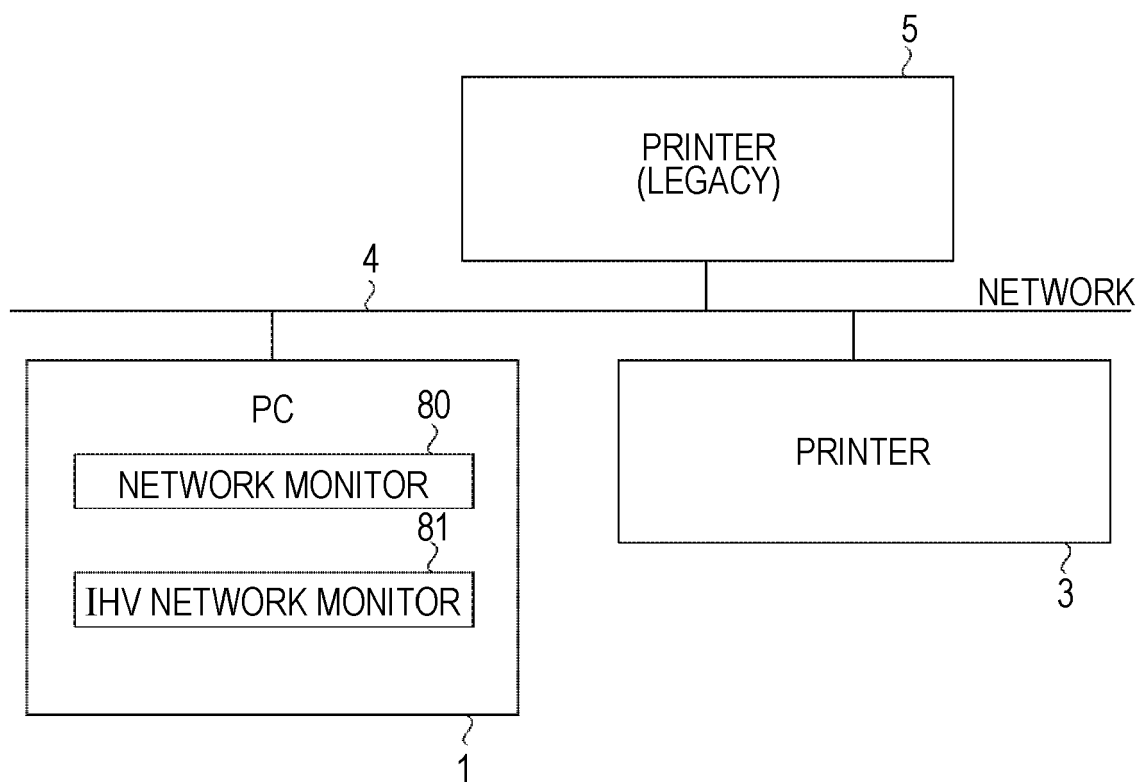 5
PRINTER
(LEGACY)
4
NETWORK
PC
80
NETWORK MONITOR
81
IHV NETWORK MONITOR
1
PRINTER
3